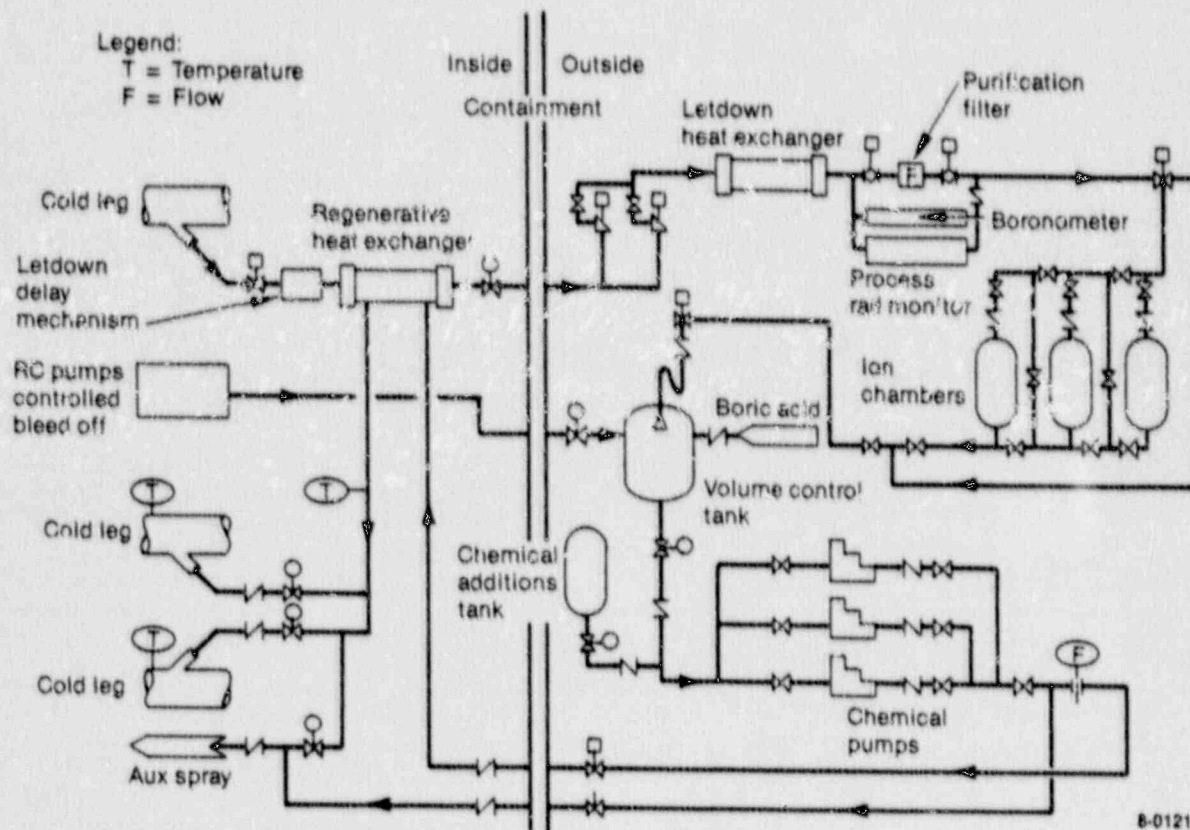 Legend:
T = Temperature
F = Flow
Inside
Outside
Containment
Letdown
heat exchanger
Purification
filter
Cold leg
Regenerative
heat exchanger
Letdown
delay
mechanism
F
Boronometer
Process
rad monitor
RC pumps
controlled
bleed off
Ion
chambers
Boric acid
Volume control
tank
T
T
Cold leg
Chemical
additions
tank
T
Cold leg
F
Chemical
pumps
Aux spray
8-0121